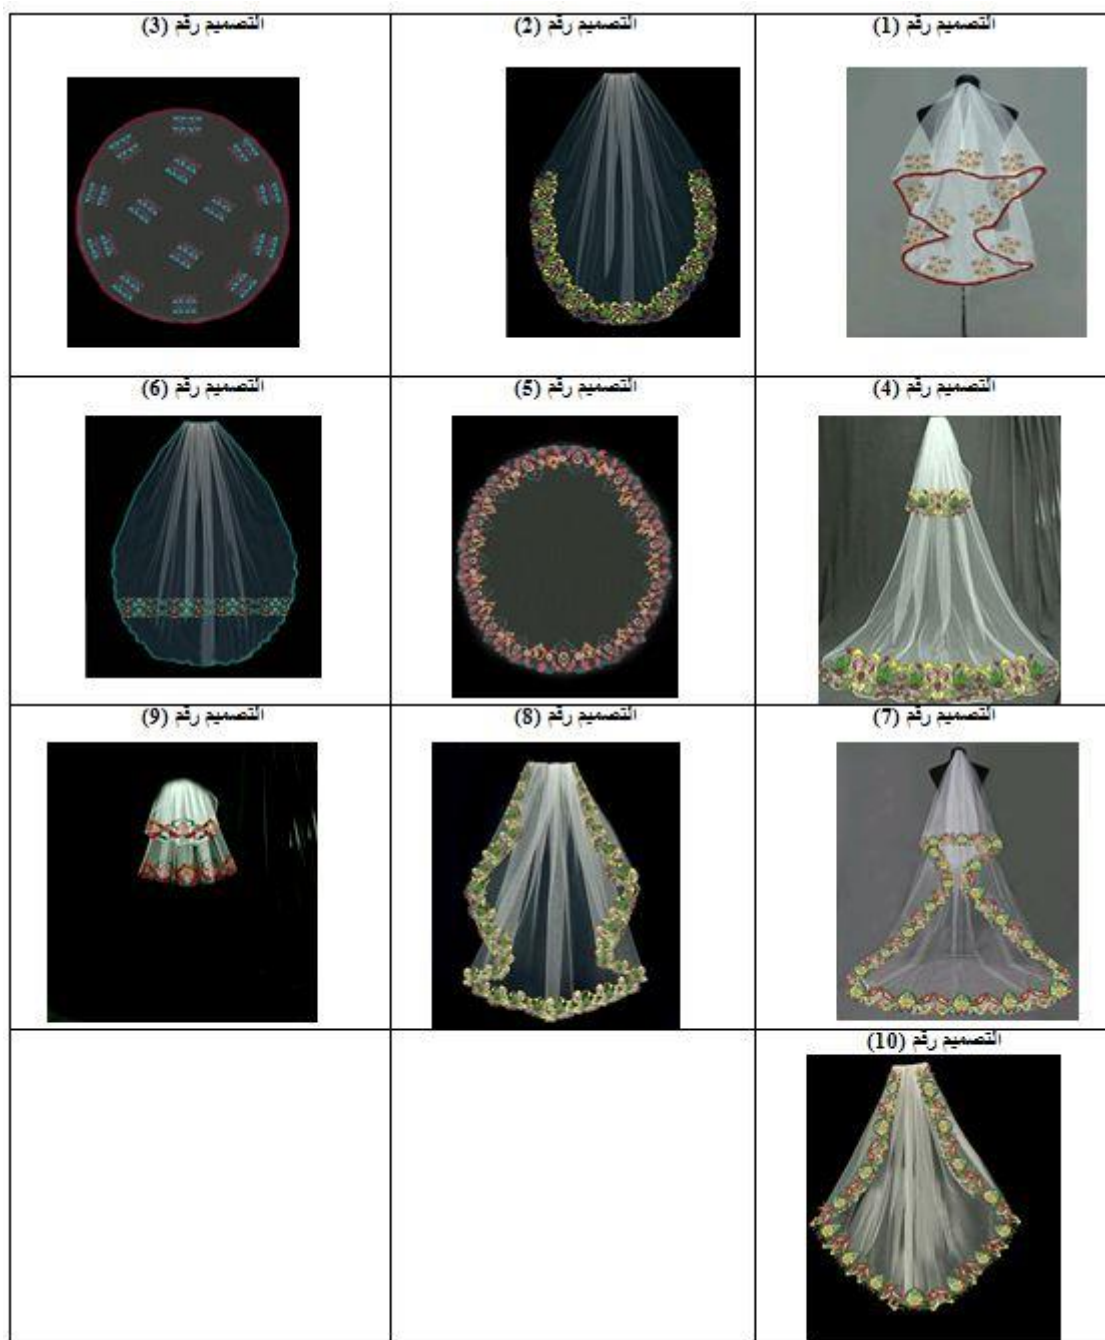 التصميم رقم (1)
التصميم رقم (2)
التصميم رقم (3)
التصميم رقم (4)
التصميم رقم (5)
التصميم رقم (6)
التصميم رقم (7)
التصميم رقم (8)
التصميم رقم (9)
التصميم رقم (10)